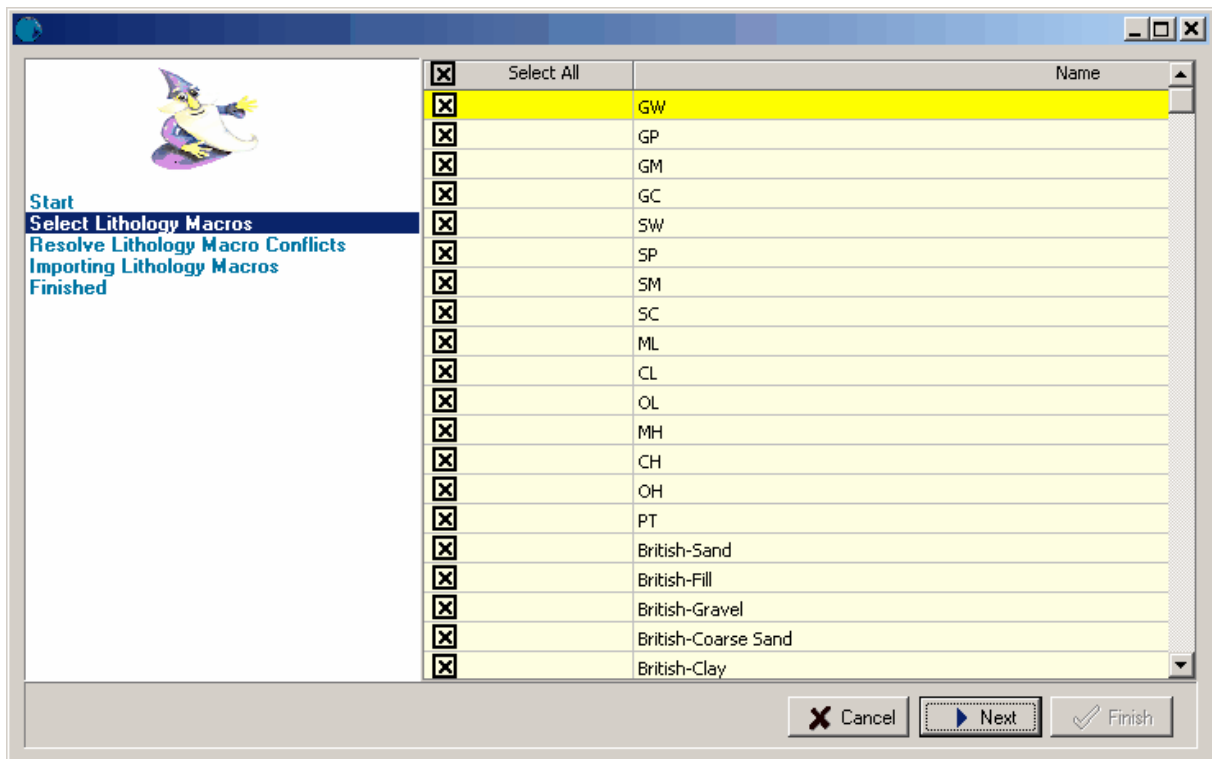 Select All Name
Start
Select Lithology Macros
Resolve Lithology Macro Conflicts
Importing Lithology Macros
Finished
GW
GP
GM
GC
SW
SP
SM
SC
ML
CL
OL
MH
CH
OH
PT
British-Sand
British-Fill
British-Gravel
British-Coarse Sand
British-Clay
Cancel Next Finish